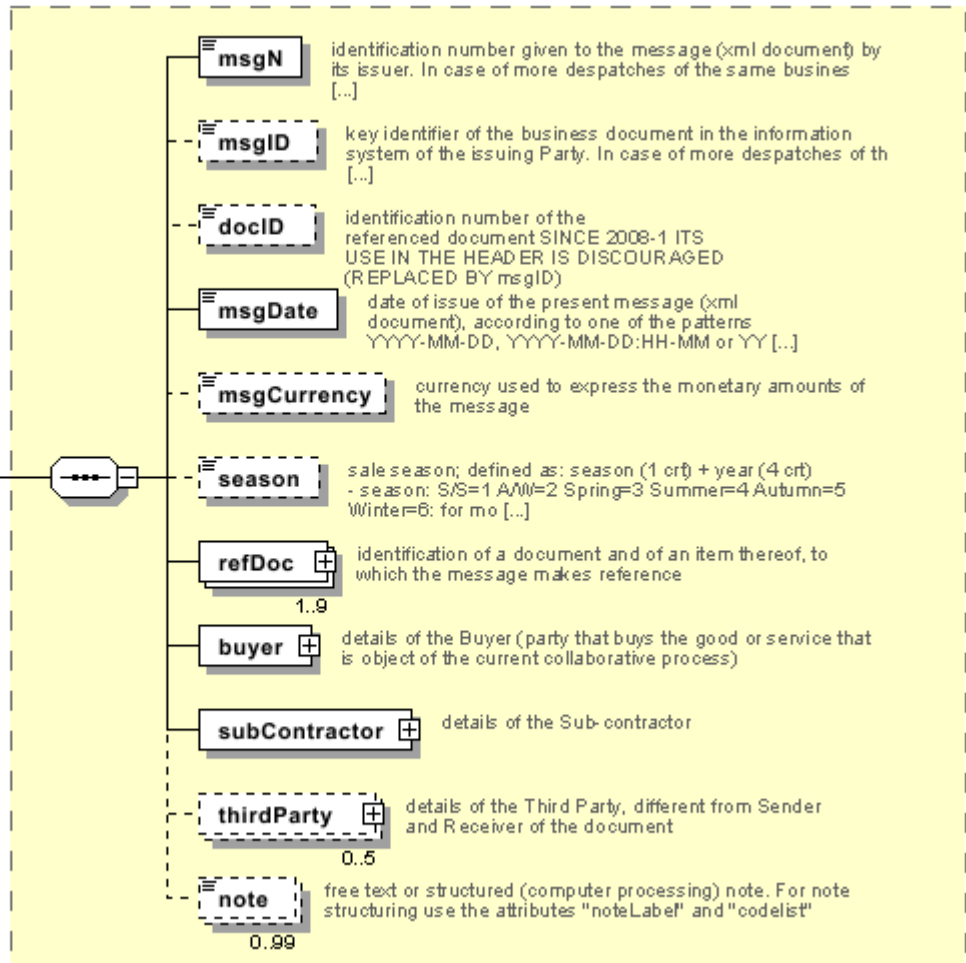 msgN
identification number given to the message (xml document) by
its issuer. In case of more despatches of the same busines
[...]
msgID
key identifier of the business document in the information
system of the issuing Party. In case of more despatches of th
[...]
docID
identification number of the
referenced document SINCE 2008-1 ITS
USE IN THE HEADER IS DISCOURAGED
(REPLACED BY msgID)
msgDate
date of issue of the present message (xml
document), according to one of the patterns
YYYY-MM-DD, YYYY-MM-DD:HH-MM or YY [...]
msgCurrency
currency used to express the monetary amounts of
the message
season
sale season; defined as: season (1 crt) + year (4 crt)
- season: S/S=1 A/W=2 Spring=3 Summer=4 Autumn=5
Winter=6: for mo [...]
refDoc
identification of a document and of an item thereof, to
which the message makes reference
1..9
buyer
details of the Buyer (party that buys the good or service that
is object of the current collaborative process)
subContractor
details of the Sub-contractor
thirdParty
details of the Third Party, different from Sender
and Receiver of the document
0..5
note
free text or structured (computer processing) note. For note
structuring use the attributes "noteLabel" and "codelist"
0..99